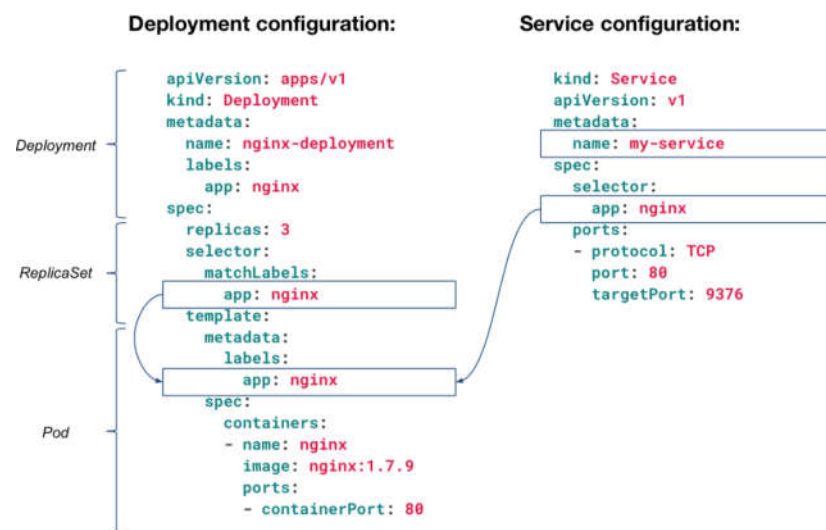 Deployment configuration:
Deployment
ReplicaSet
Pod
apiVersion: apps/v1
kind: Deployment
metadata:
  name: nginx-deployment
  labels:
    app: nginx
spec:
  replicas: 3
  selector:
    matchLabels:
      app: nginx
  template:
    metadata:
      labels:
        app: nginx
    spec:
      containers:
      - name: nginx
        image: nginx:1.7.9
        ports:
        - containerPort: 80
Service configuration:
kind: Service
apiVersion: v1
metadata:
  name: my-service
spec:
  selector:
    app: nginx
  ports:
  - protocol: TCP
    port: 80
    targetPort: 9376